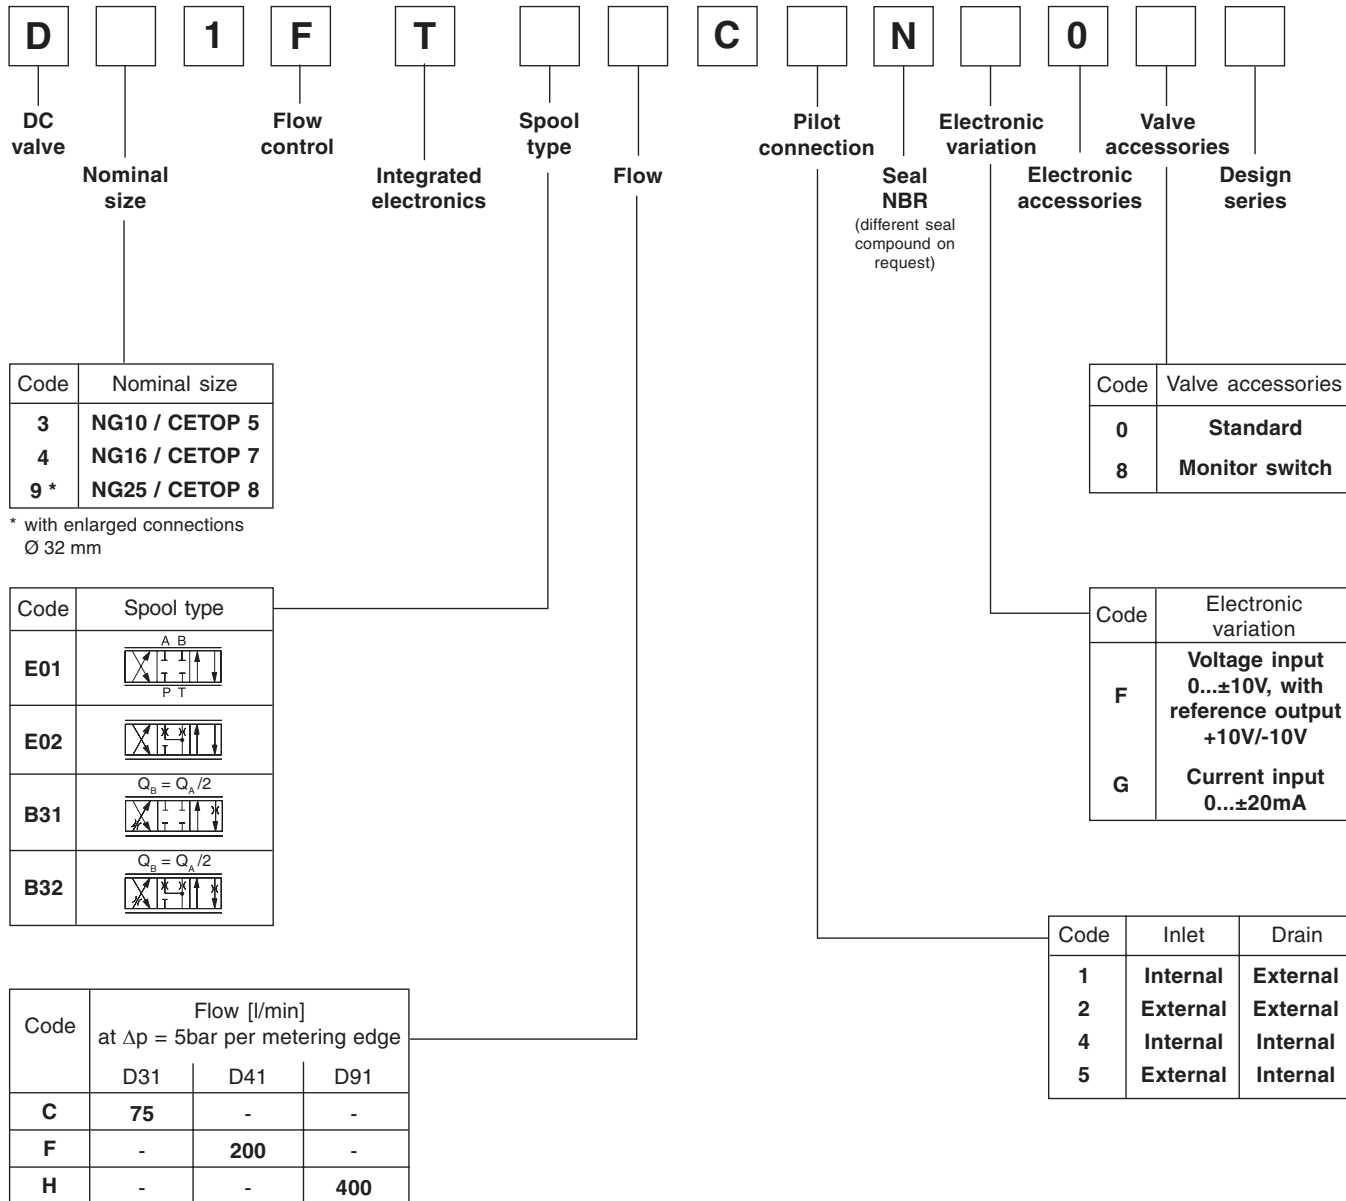 D 1 F T C N 0
DC valve
Nominal size
Flow control
Integrated electronics
Spool type
Flow
Pilot connection
Seal NBR
(different seal compound on request)
Electronic variation
Electronic accessories
Valve accessories
Design series
Code Nominal size
3 NG10 / CETOP 5
4 NG16 / CETOP 7
9 * NG25 / CETOP 8
* with enlarged connections
Ø 32 mm
Code Valve accessories
0 Standard
8 Monitor switch
Code Spool type
A B
E01
P T
E02
Q_B = Q_A /2
B31
Q_B = Q_A /2
B32
Code Electronic variation
F Voltage input 0...±10V, with reference output +10V/-10V
G Current input 0...±20mA
Code Inlet Drain
1 Internal External
2 External External
4 Internal Internal
5 External Internal
Code Flow [l/min]
at Δp = 5bar per metering edge
D31 D41 D91
C 75 - -
F - 200 -
H - - 400